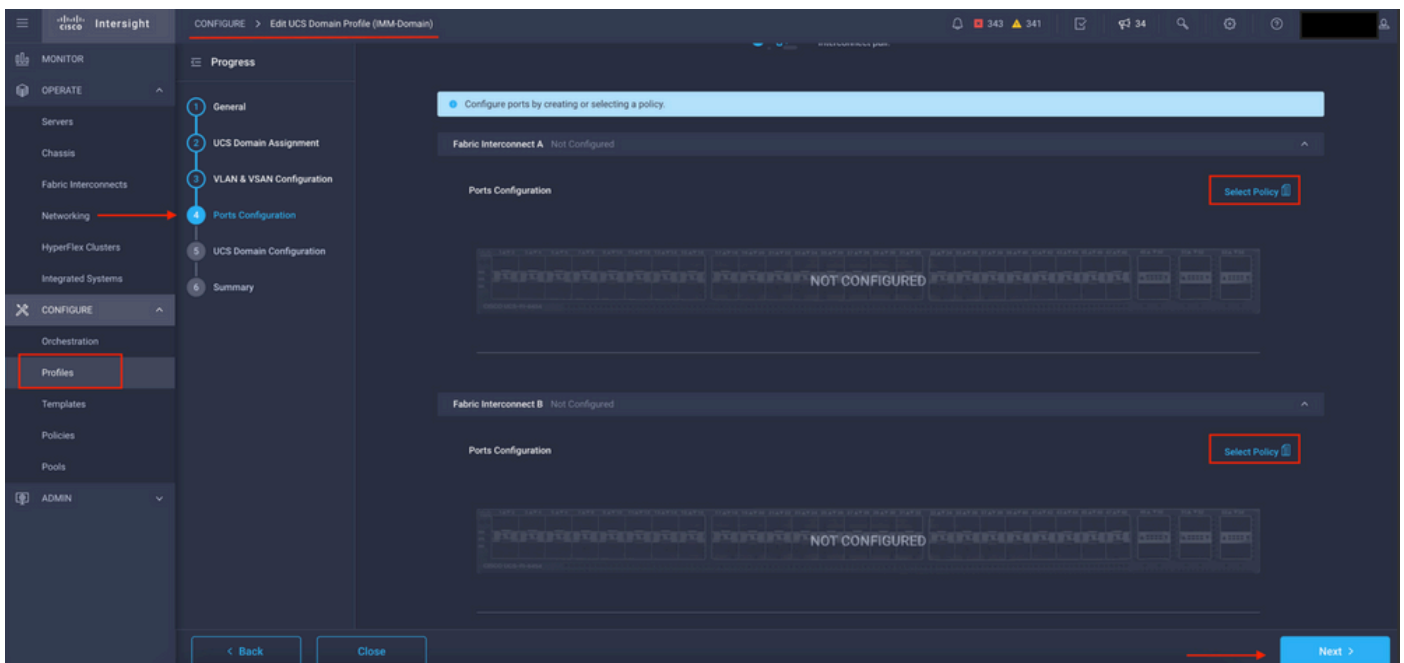 cisco Intersight
CONFIGURE > Edit UCS Domain Profile (IMM-Domain)
343 341
34
MONITOR
OPERATE
Servers
Chassis
Fabric Interconnects
Networking
HyperFlex Clusters
Integrated Systems
CONFIGURE
Orchestration
Profiles
Templates
Policies
Pools
ADMIN
Progress
1 General
2 UCS Domain Assignment
3 VLAN & VSAN Configuration
4 Ports Configuration
5 UCS Domain Configuration
6 Summary
Interconnect pair.
Configure ports by creating or selecting a policy.
Fabric Interconnect A Not Configured
Ports Configuration
Select Policy
NOT CONFIGURED
Fabric Interconnect B Not Configured
Ports Configuration
Select Policy
NOT CONFIGURED
< Back
Close
Next >